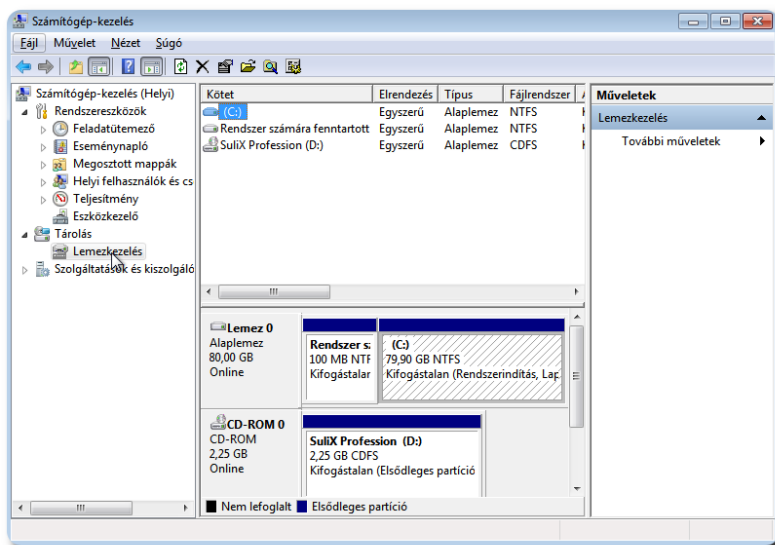 Számítógép-kezelés
Fájl Művelet Nézet Súgó
Számítógép-kezelés (Helyi)
Rendszereszközök
Feladatütemező
Eseménynapló
Megosztott mappák
Helyi felhasználók és cs
Teljesítmény
Eszközkezelő
Tárolás
Lemezkezelés
Szolgáltatások és kiszolgáló
Kötet Elrendezés Típus Fájlrendszer
(C:) Egyszerű Alaplemez NTFS
Rendszer számára fenntartott Egyszerű Alaplemez NTFS
SuliX Profession (D:) Egyszerű Alaplemez CDFS
Lemez 0
Alaplemez
80,00 GB
Online
Rendszer s:
100 MB NTF
Kifogástalar
(C:)
79,90 GB NTFS
Kifogástalan (Rendszerindítás, Lap
CD-ROM 0
CD-ROM
2,25 GB
Online
SuliX Profession (D:)
2,25 GB CDFS
Kifogástalan (Elsődleges partíció
Nem lefoglalt Elsődleges partíció
Műveletek
Lemezkezelés
További műveletek